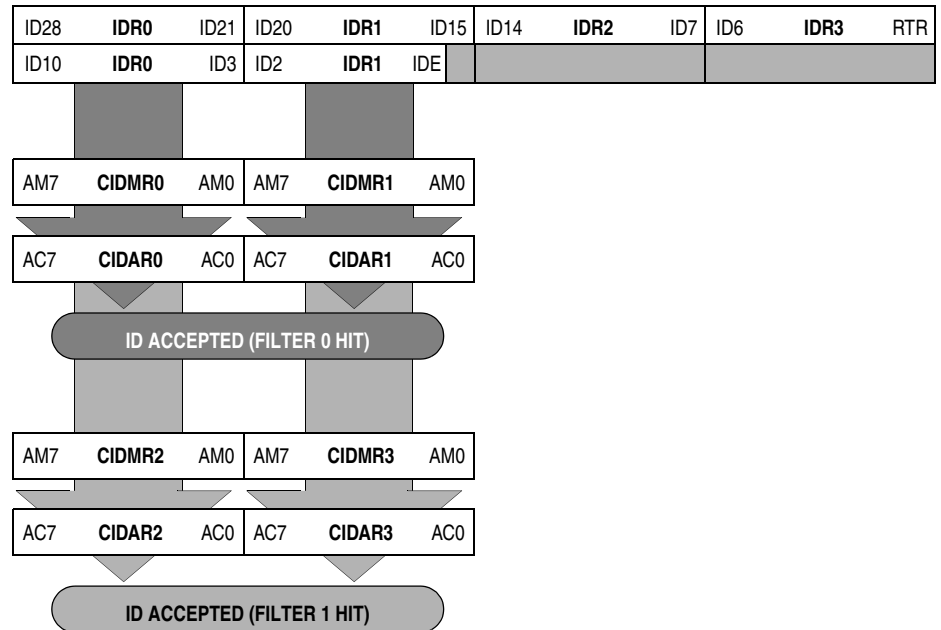 ID28 IDR0 ID21 ID20 IDR1 ID15 ID14 IDR2 ID7 ID6 IDR3 RTR
ID10 IDR0 ID3 ID2 IDR1 IDE
AM7 CIDMR0 AM0 AM7 CIDMR1 AM0
AC7 CIDAR0 AC0 AC7 CIDAR1 AC0
ID ACCEPTED (FILTER 0 HIT)
AM7 CIDMR2 AM0 AM7 CIDMR3 AM0
AC7 CIDAR2 AC0 AC7 CIDAR3 AC0
ID ACCEPTED (FILTER 1 HIT)